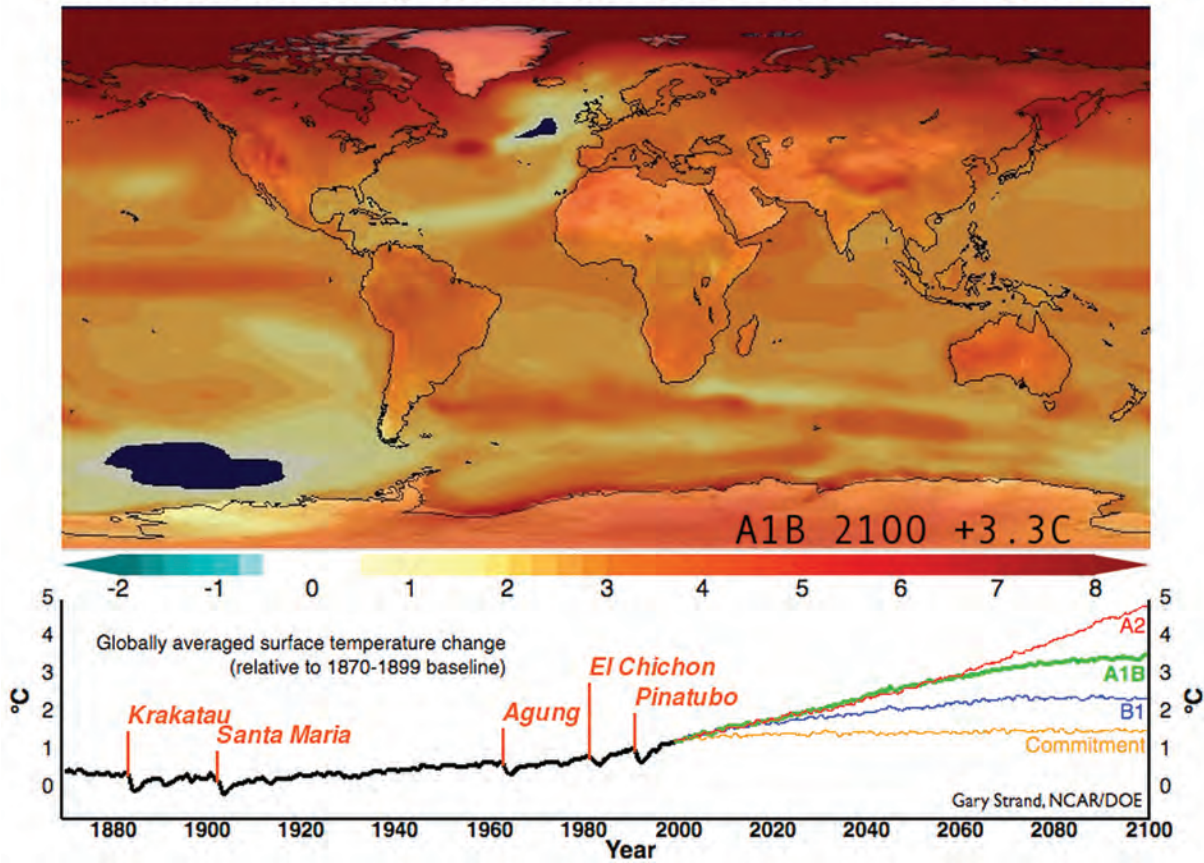 A1B 2100 +3.3C
-2 -1 0 1 2 3 4 5 6 7 8
Globally averaged surface temperature change
(relative to 1870-1899 baseline)
°C
5
4
3
2
1
0
Krakatau
Santa Maria
Agung
El Chichon
Pinatubo
A2
A1B
B1
Commitment
5
4
3
2
1
0
°C
Gary Strand, NCAR/DOE
1880 1900 1920 1940 1960 1980 2000 2020 2040 2060 2080 2100
Year